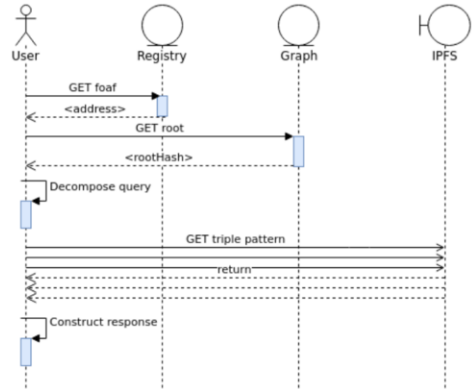 User
Registry
Graph
IPFS
GET foaf
<address>
GET root
<rootHash>
Decompose query
GET triple pattern
return
Construct response